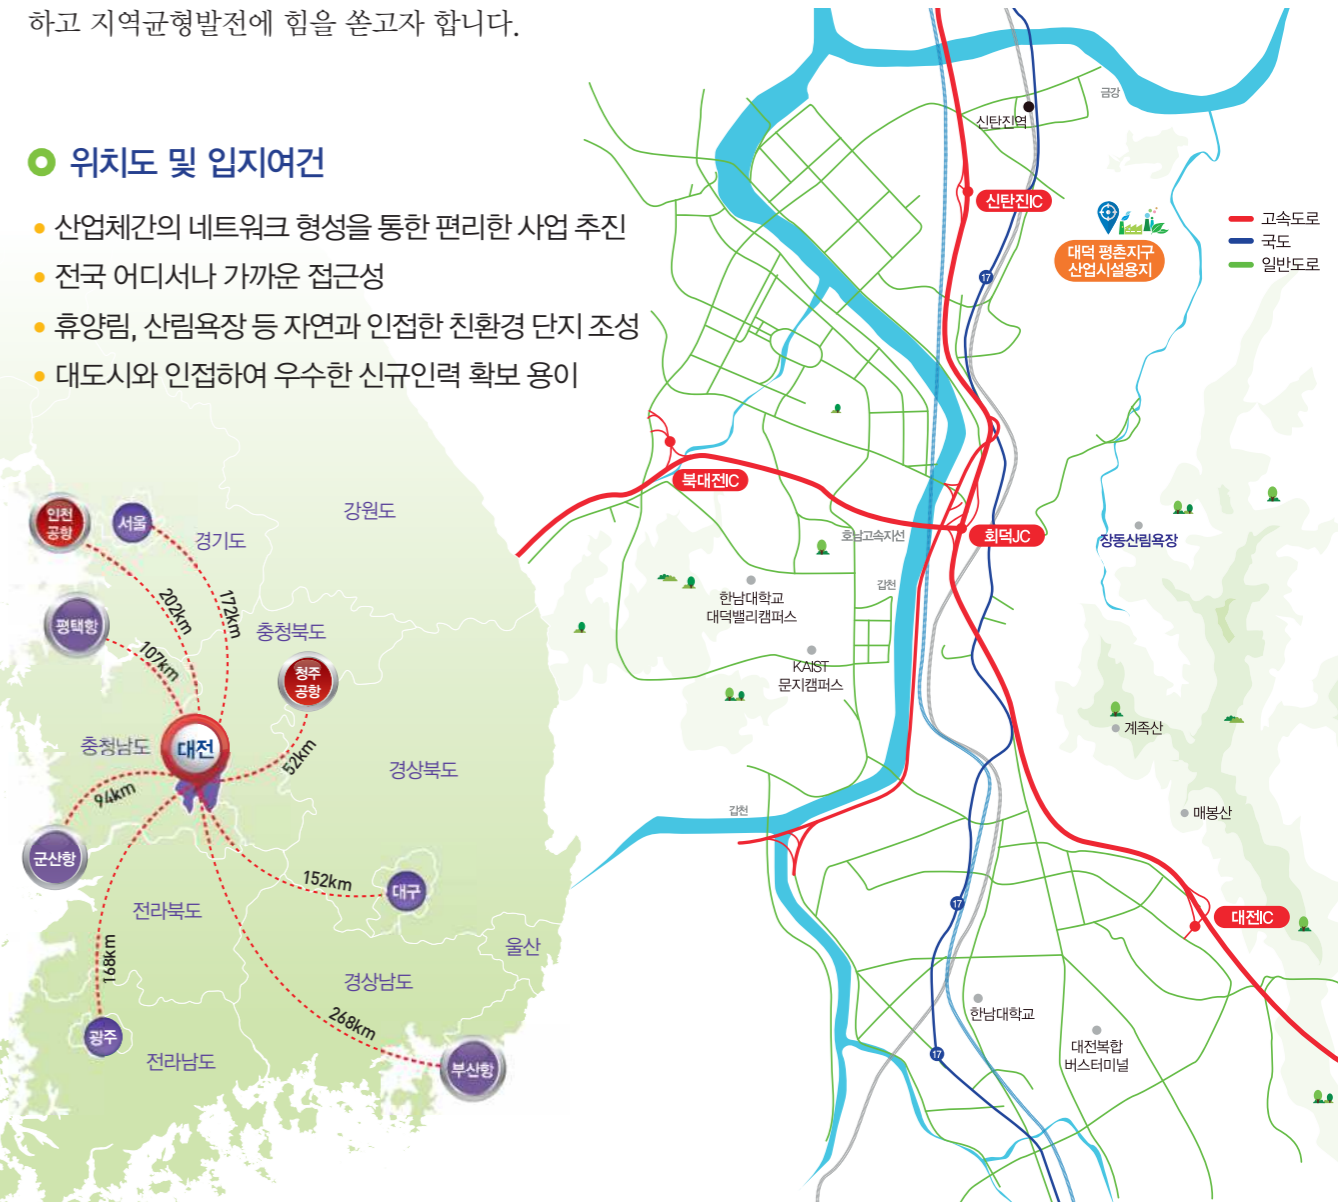 하고 지역균형발전에 힘을 쏟고자 합니다.
위치도 및 입지여건
산업체간의 네트워크 형성을 통한 편리한 사업 추진
전국 어디서나 가까운 접근성
휴양림, 산림욕장 등 자연과 인접한 친환경 단지 조성
대도시와 인접하여 우수한 신규인력 확보 용이
인천
공항
서울
경기도
강원도
202km
172km
평택항
107km
충청북도
청주
공항
충청남도
대전
52km
경상북도
94km
군산항
152km
대구
전라북도
168km
울산
경상남도
268km
광주
전라남도
부산항
금강
신탄진역
신탄진IC
대덕 평촌지구
산업시설용지
고속도로
국도
일반도로
17
북대전IC
호남고속지선
회덕JC
장동산림욕장
갑천
한남대학교
대덕밸리캠퍼스
KAIST
문지캠퍼스
계족산
갑천
매봉산
17
대전IC
한남대학교
17
대전복합
버스터미널